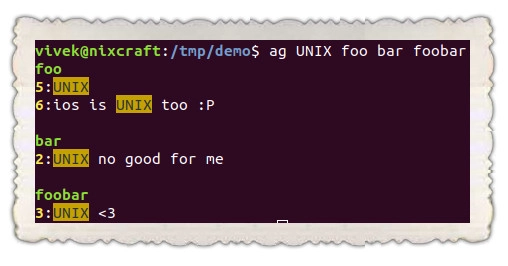 vivek@nixcraft:/tmp/demo$ ag UNIX foo bar foobar
foo
5:UNIX
6:ios is UNIX too :P
bar
2:UNIX no good for me
foobar
3:UNIX <3